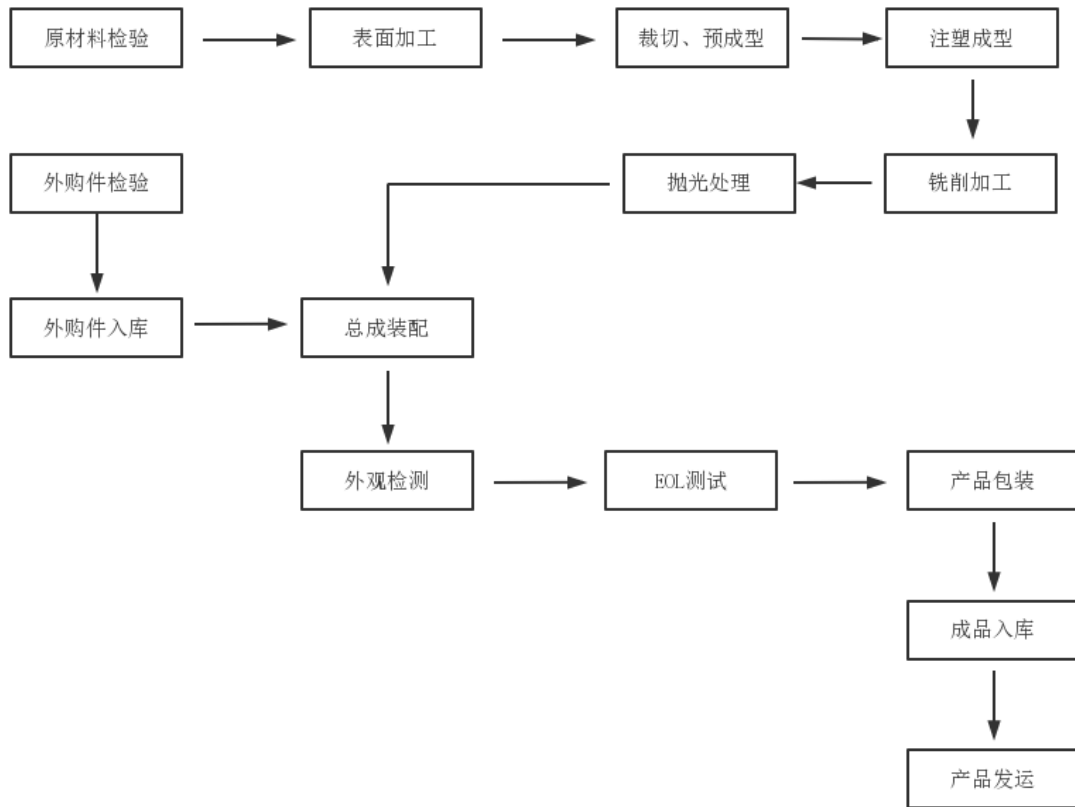 原材料检验
表面加工
裁切、预成型
注塑成型
外购件检验
抛光处理
铣削加工
外购件入库
总成装配
外观检测
EOL测试
产品包装
成品入库
产品发运